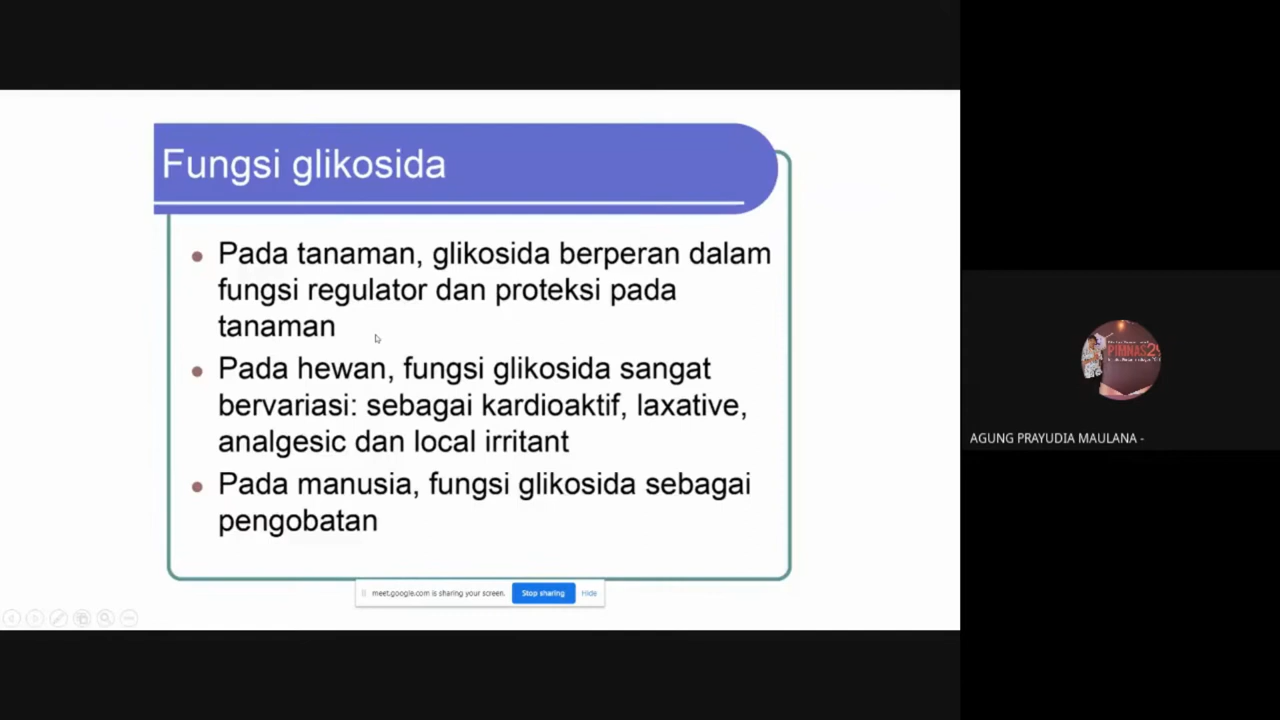 Fungsi glikosida
Pada tanaman, glikosida berperan dalam
fungsi regulator dan proteksi pada
tanaman
Pada hewan, fungsi glikosida sangat
bervariasi: sebagai kardioaktif, laxative,
analgesic dan local irritant
Pada manusia, fungsi glikosida sebagai
pengobatan
meet.google.com is sharing your screen. Stop sharing Hide
PIMNAS29
AGUNG PRAYUDIA MAULANA -